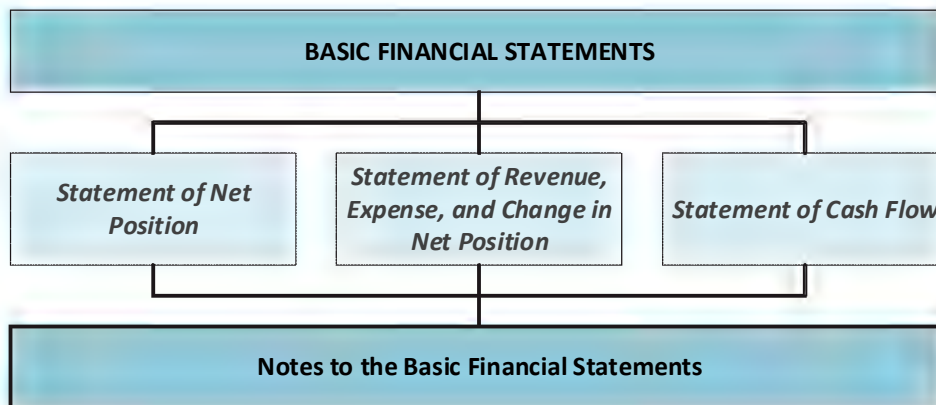 BASIC FINANCIAL STATEMENTS
Statement of Net
Position
Statement of Revenue,
Expense, and Change in
Net Position
Statement of Cash Flow
Notes to the Basic Financial Statements